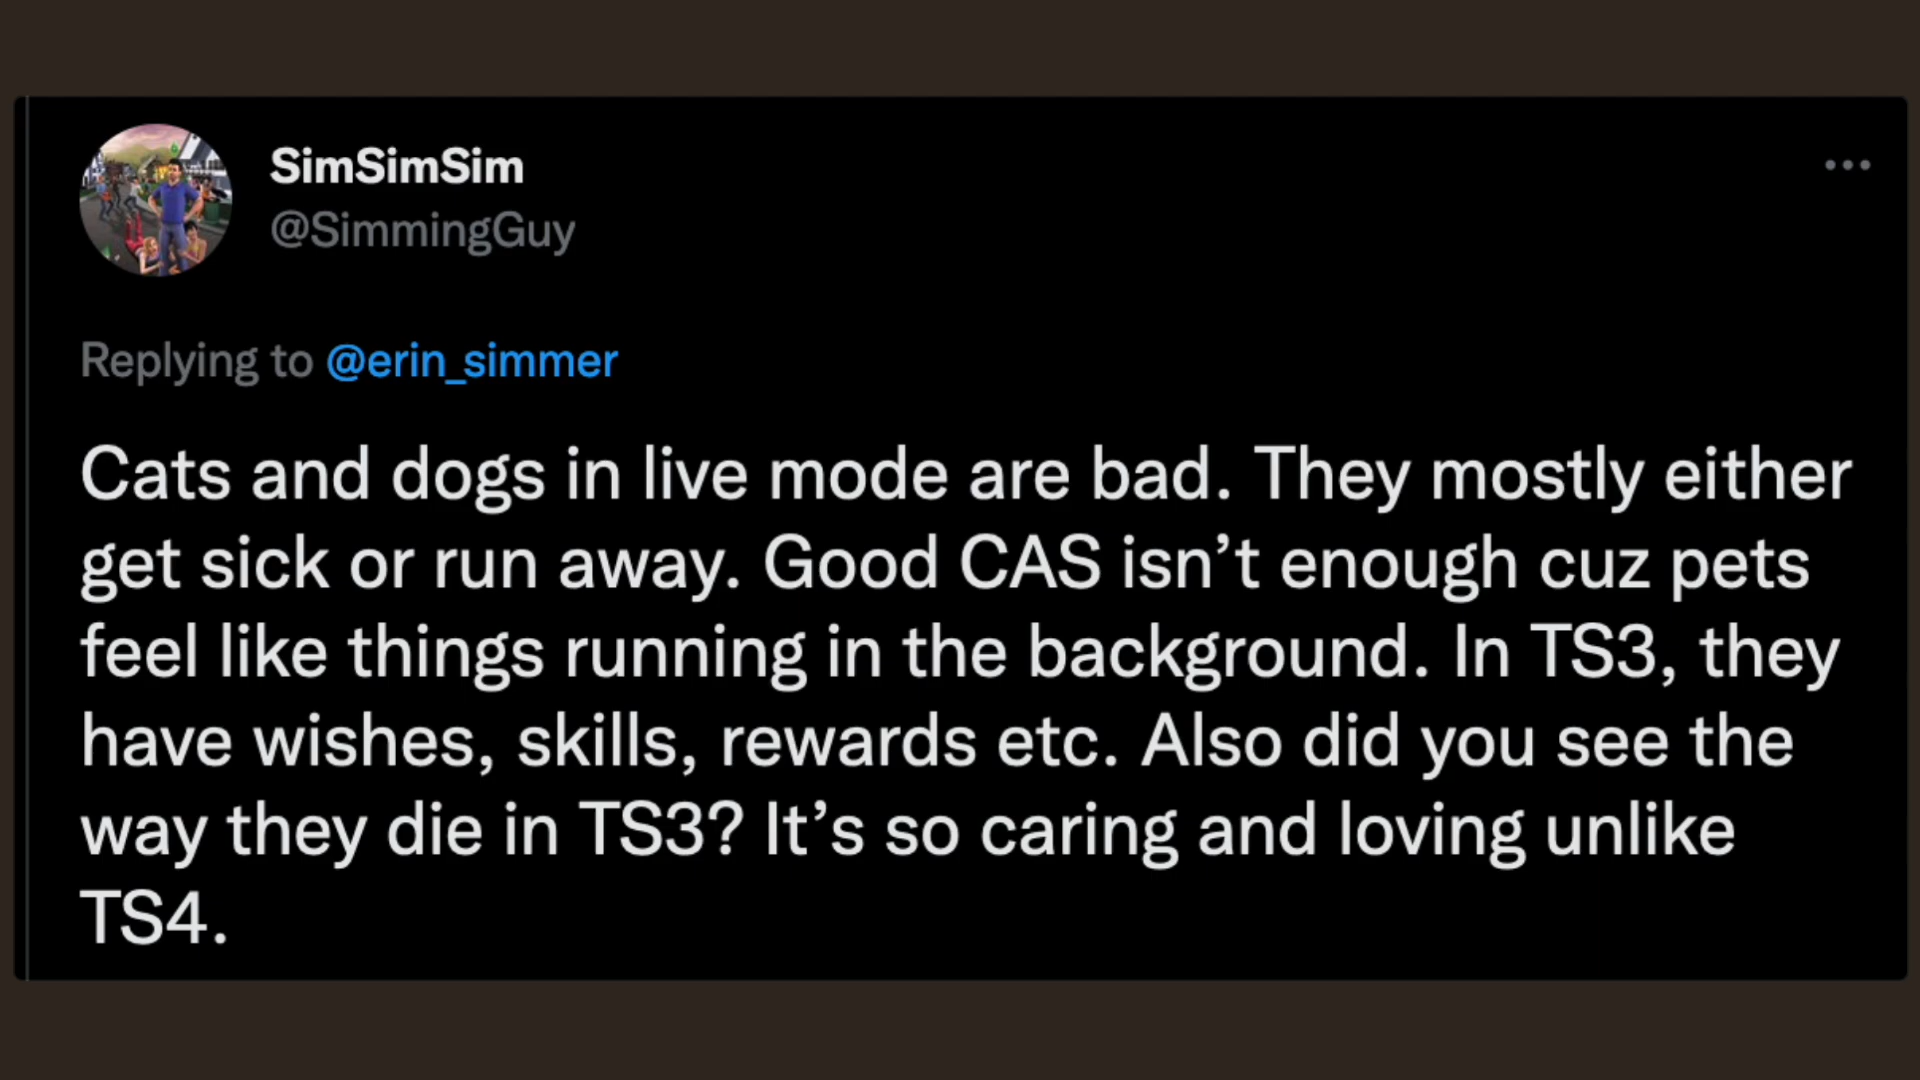 SimSimSim
@SimmingGuy
Replying to @erin_simmer
Cats and dogs in live mode are bad. They mostly either
get sick or run away. Good CAS isn’t enough cuz pets
feel like things running in the background. In TS3, they
have wishes, skills, rewards etc. Also did you see the
way they die in TS3? It’s so caring and loving unlike
TS4.